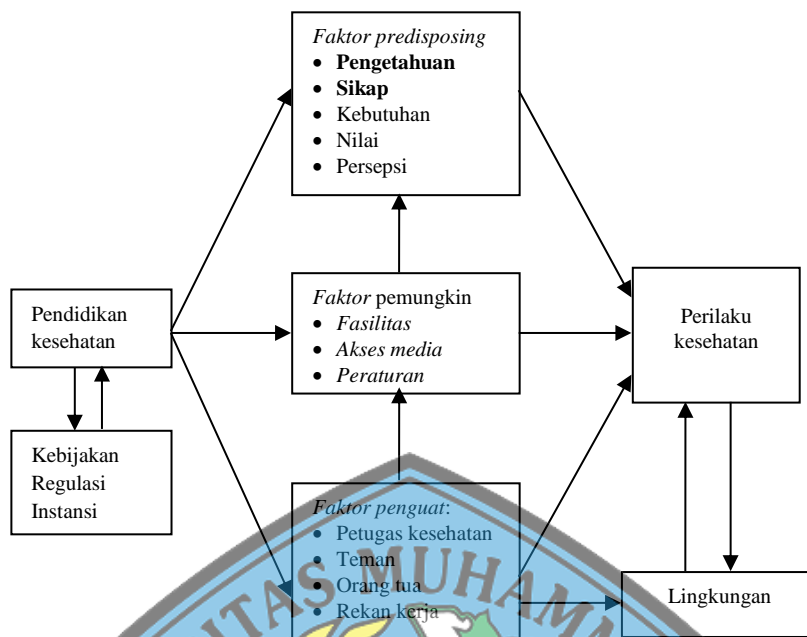 Faktor predisposing
• Pengetahuan
• Sikap
• Kebutuhan
• Nilai
• Persepsi
Pendidikan
kesehatan
Kebijakan
Regulasi
Instansi
Faktor pemungkin
• Fasilitas
• Akses media
• Peraturan
Faktor penguat:
• Petugas kesehatan
• Teman
• Orang tua
• Rekan kerja
Perilaku
kesehatan
Lingkungan